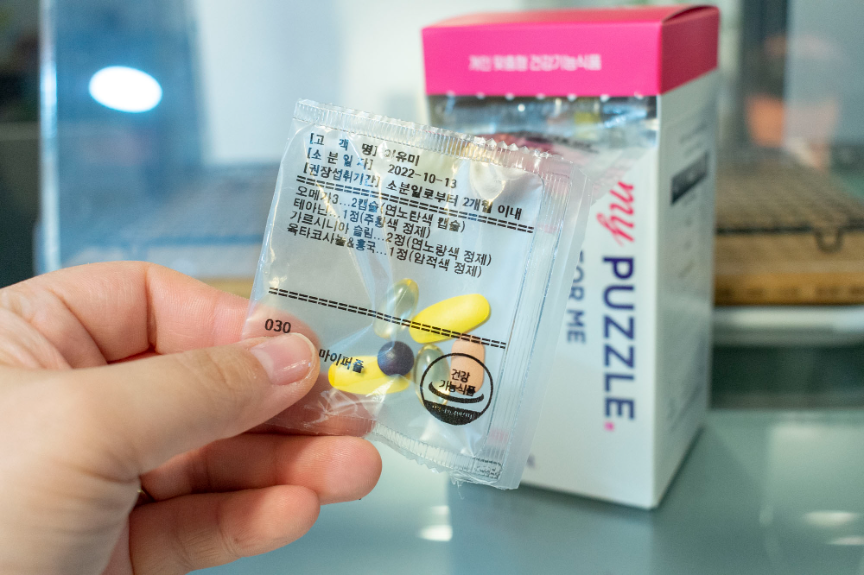 개인 맞춤형 건강기능식품
[고 객 명] 이유미
[소 분 일 자] 2022-10-13
[권장섭취기간] 소분일로부터 2개월 이내
오메가3...2캡슐(연노란색 캡슐)
테아닌...1정(주황색 정제)
가르시니아 슬림...2정(연노랑색 정제)
옥타코사놀&홍국...1정(암적색 정제)
030
마이퍼즐
건강
기능식품
my PUZZLE.
FOR ME